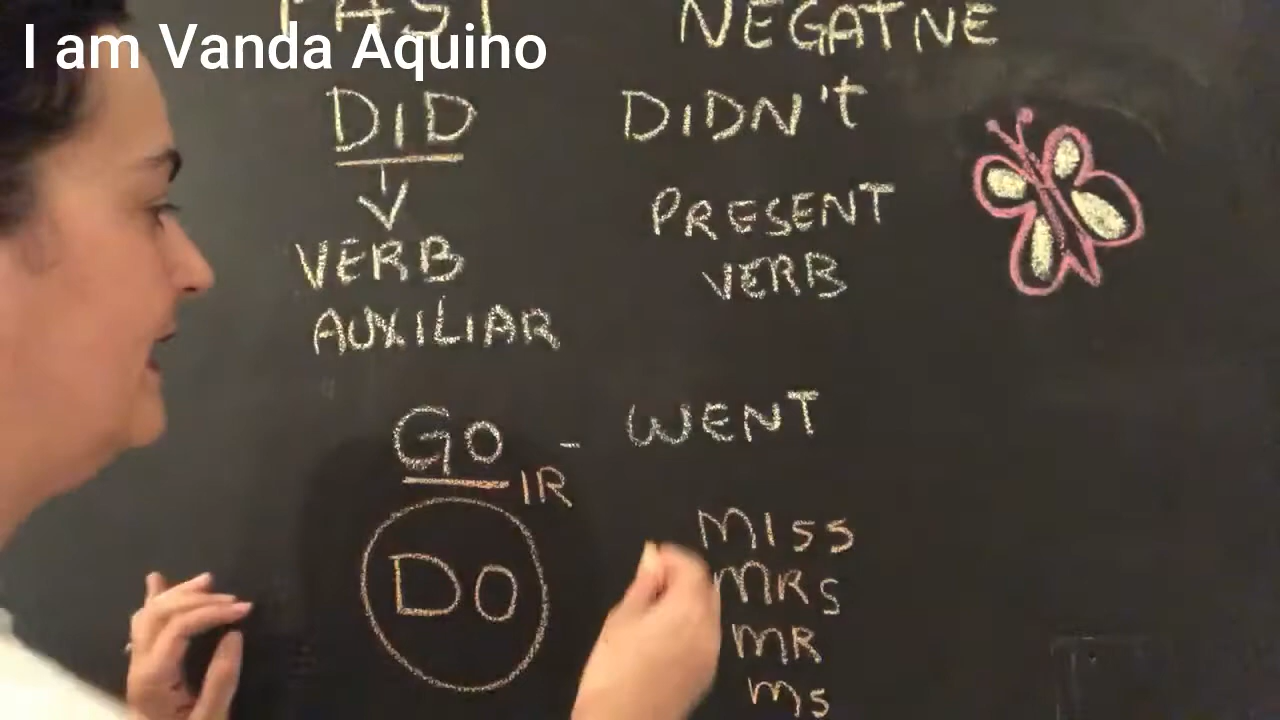 I am Vanda Aquino
PAST NEGATIVE
DID DIDN't
VERB
AUXILIAR
PRESENT
VERB
GO - WENT
IR
DO
MISS
MRS
MR
MS